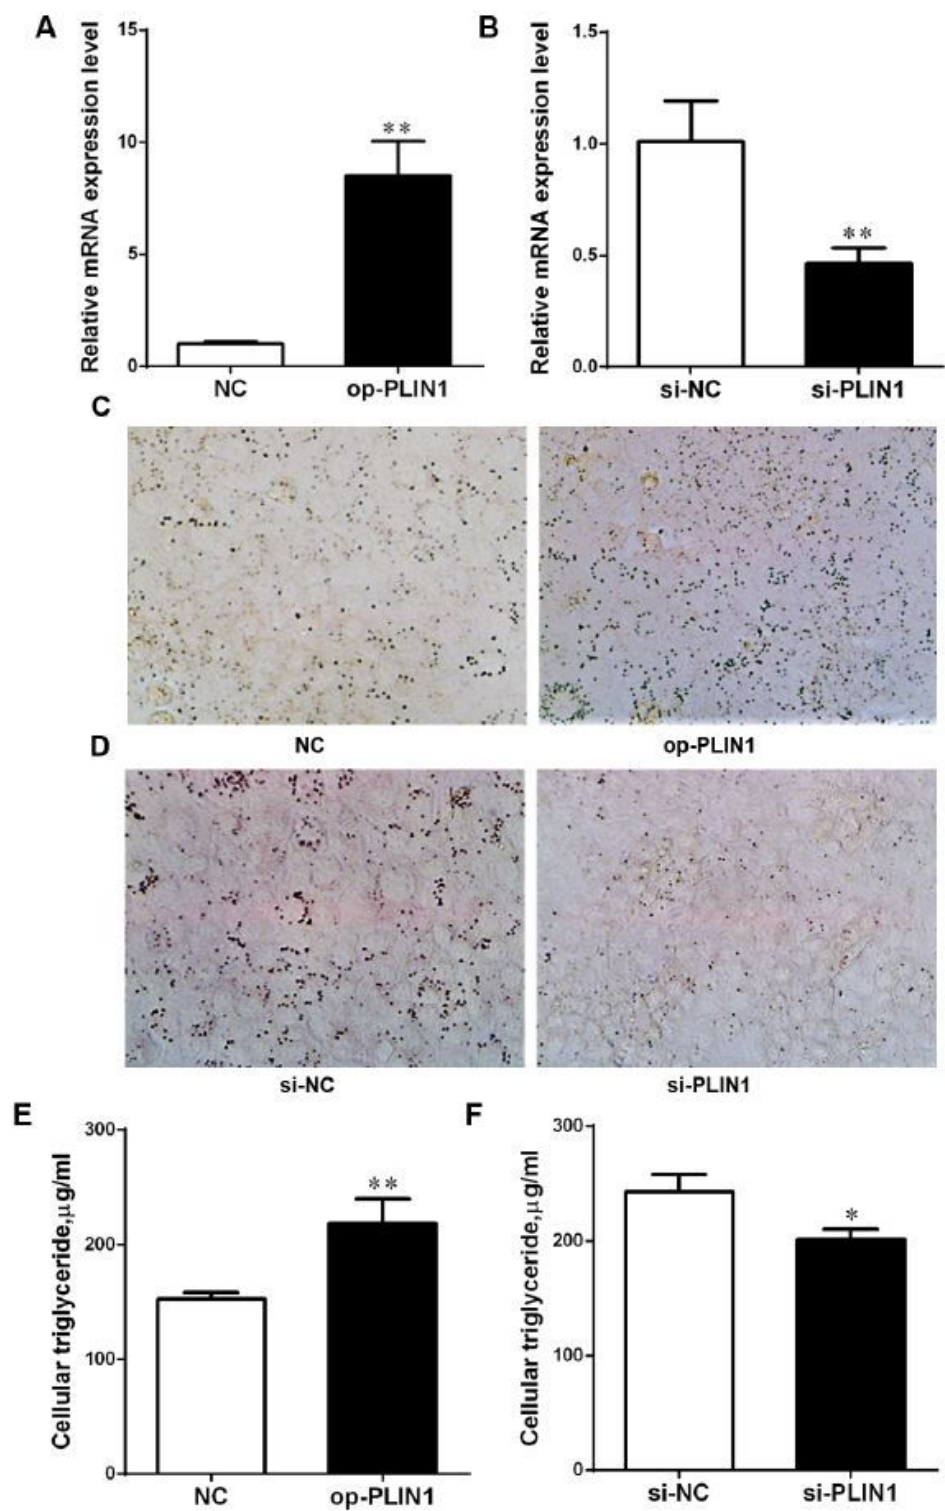 A
Relative mRNA expression level
15
10
5
0
**
NC
op-PLIN1
B
Relative mRNA expression level
1.5
1.0
0.5
0.0
**
si-NC
si-PLIN1
C
NC
op-PLIN1
D
si-NC
si-PLIN1
E
Cellular triglyceride,μg/ml
300
200
100
0
**
NC
op-PLIN1
F
Cellular triglyceride,μg/ml
300
200
100
0
*
si-NC
si-PLIN1